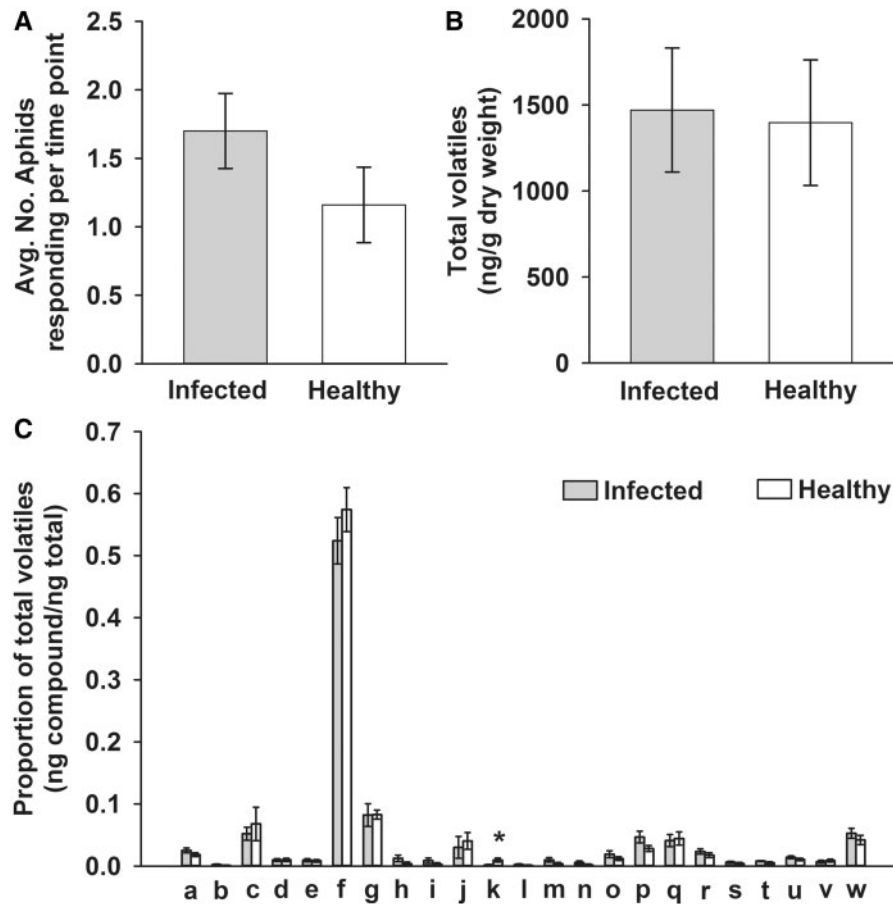 A
Avg. No. Aphids
responding per time point
2.5
2.0
1.5
1.0
0.5
0.0
Infected Healthy
B
Total volatiles
(ng/g dry weight)
2000
1500
1000
500
0
Infected Healthy
C
Proportion of total volatiles
(ng compound/ng total)
0.7
0.6
0.5
0.4
0.3
0.2
0.1
0.0
Infected Healthy
*
a b c d e f g h i j k l m n o p q r s t u v w